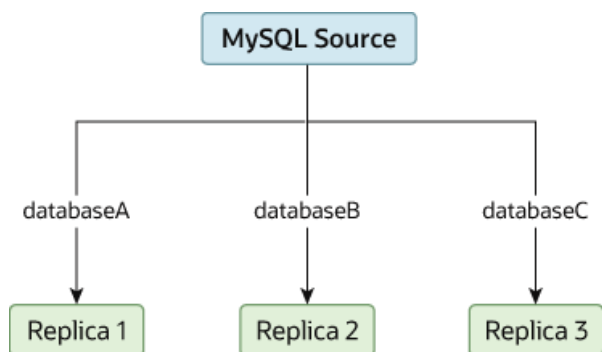 MySQL Source
databaseA
databaseB
databaseC
Replica 1
Replica 2
Replica 3